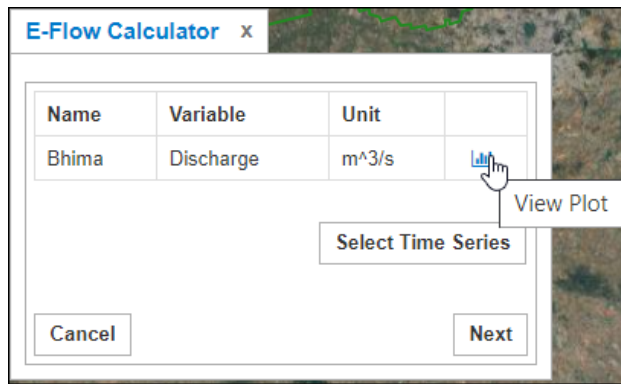 E-Flow Calculator x
Name Variable Unit
Bhima Discharge m^3/s
View Plot
Select Time Series
Cancel Next